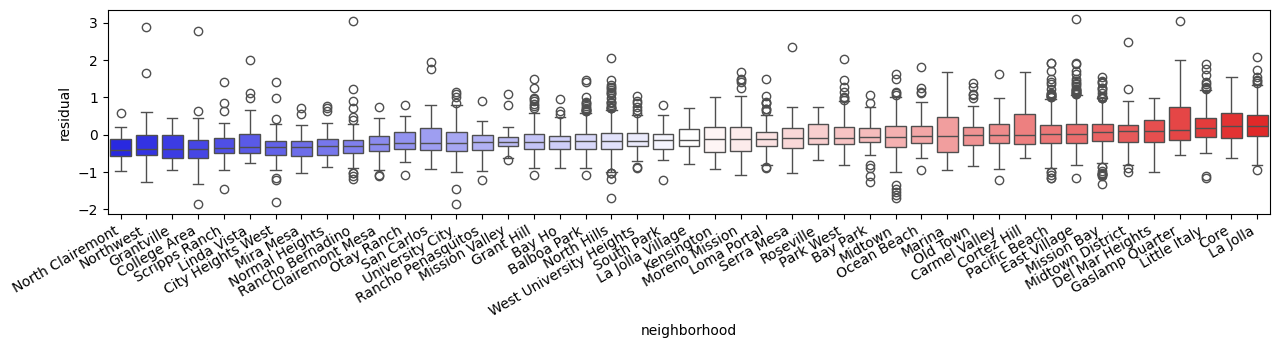 residual
3
2
1
0
−1
−2
North Clairemont
Northwest
Grantville
College Area
Scripps Ranch
Linda Vista
City Heights West
Mira Mesa
Normal Heights
Rancho Bernadino
Clairemont Mesa
Otay Ranch
San Carlos
University City
Rancho Penasquitos
Mission Valley
Grant Hill
Bay Ho
Balboa Park
North Hills
West University Heights
South Park
La Jolla Village
Kensington
Moreno Mission
Loma Portal
Serra Mesa
Roseville
Park West
Bay Park
Midtown
Ocean Beach
Marina
Old Town
Carmel Valley
Cortez Hill
Pacific Beach
East Village
Mission Bay
Midtown District
Del Mar Heights
Gaslamp Quarter
Little Italy
Core
La Jolla
neighborhood